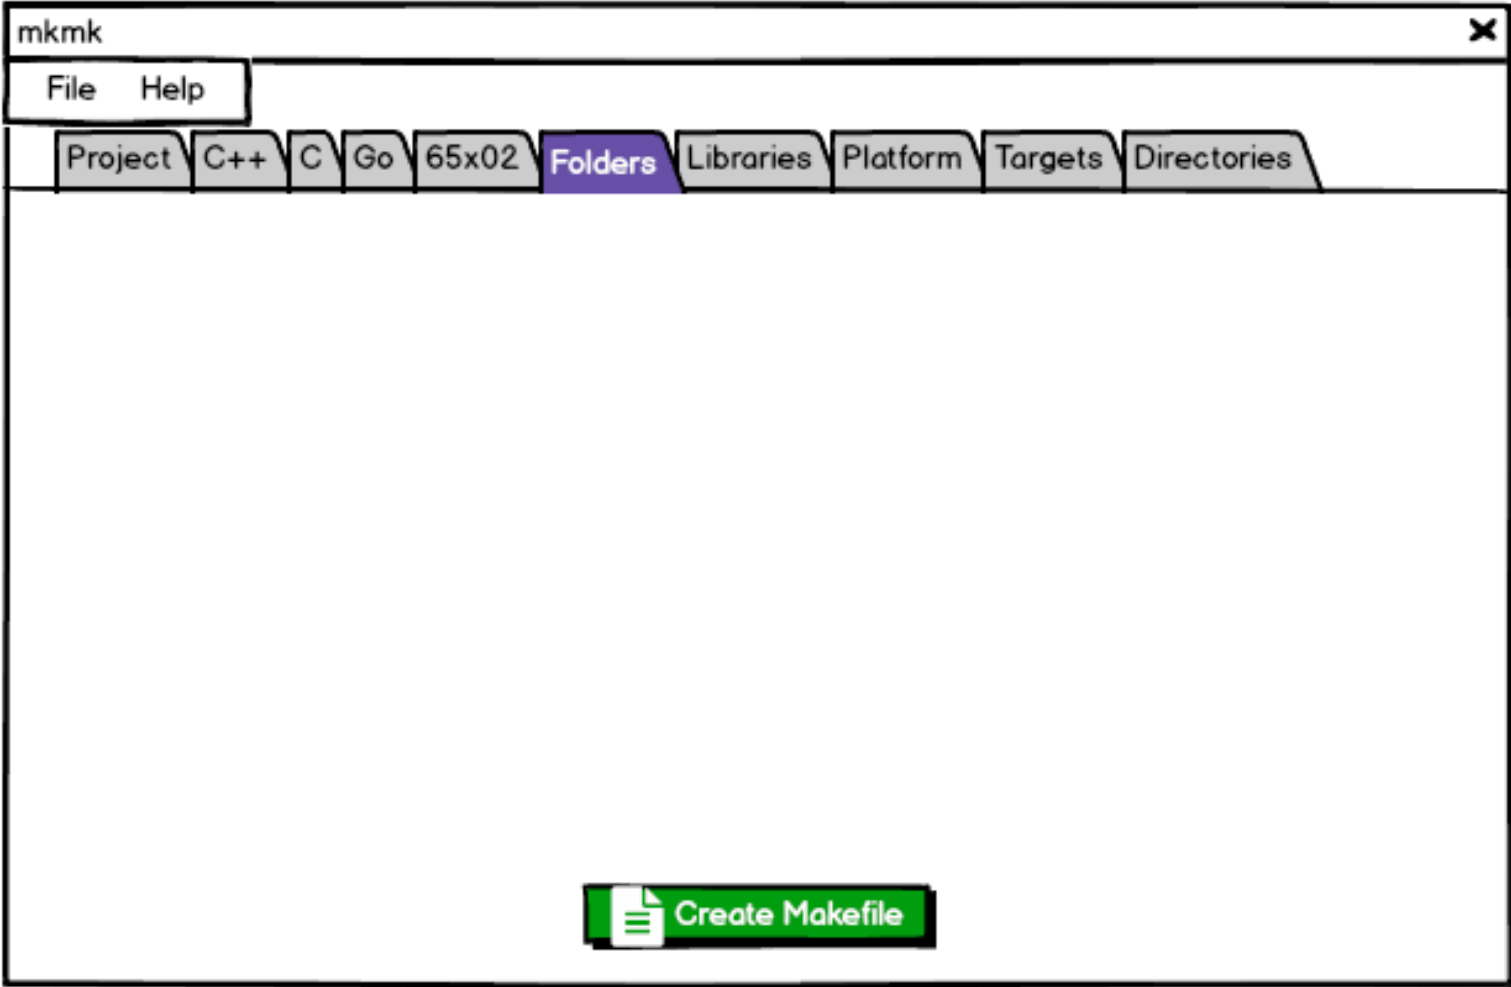 mkmk
File Help
Project C++ C Go 65x02 Folders Libraries Platform Targets Directories
Create Makefile